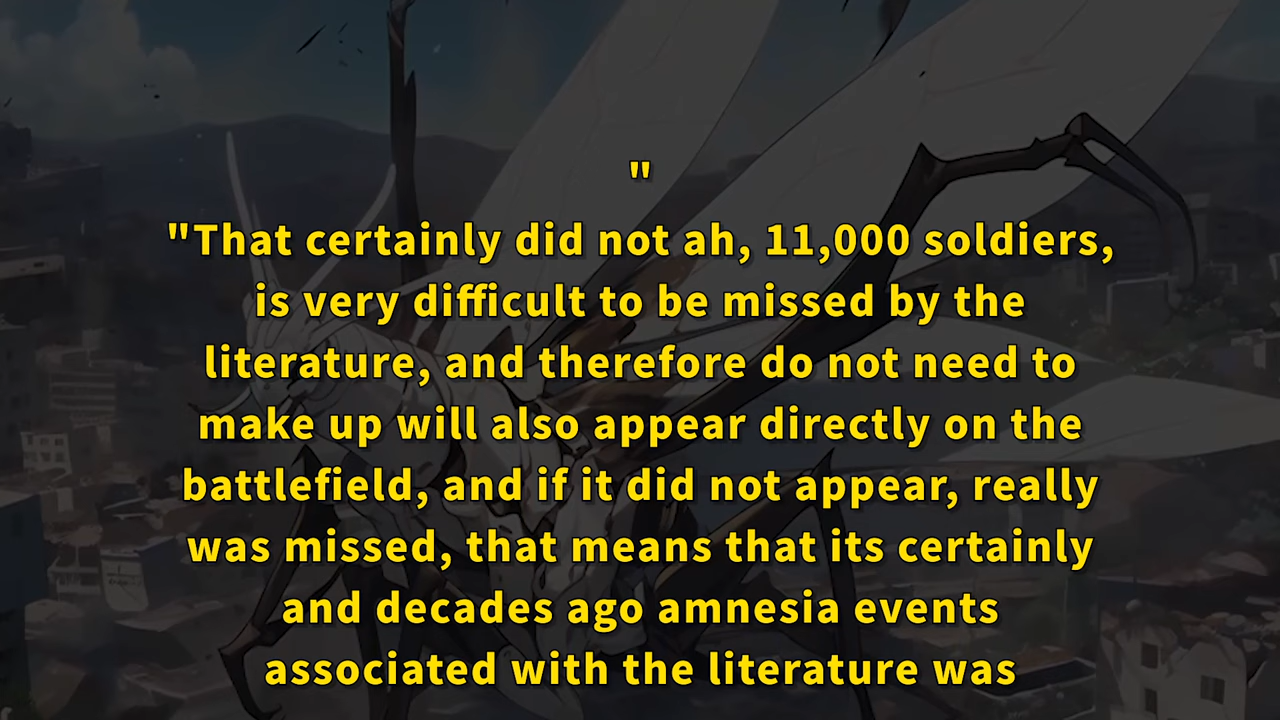 "
"That certainly did not ah, 11,000 soldiers,
is very difficult to be missed by the
literature, and therefore do not need to
make up will also appear directly on the
battlefield, and if it did not appear, really
was missed, that means that its certainly
and decades ago amnesia events
associated with the literature was